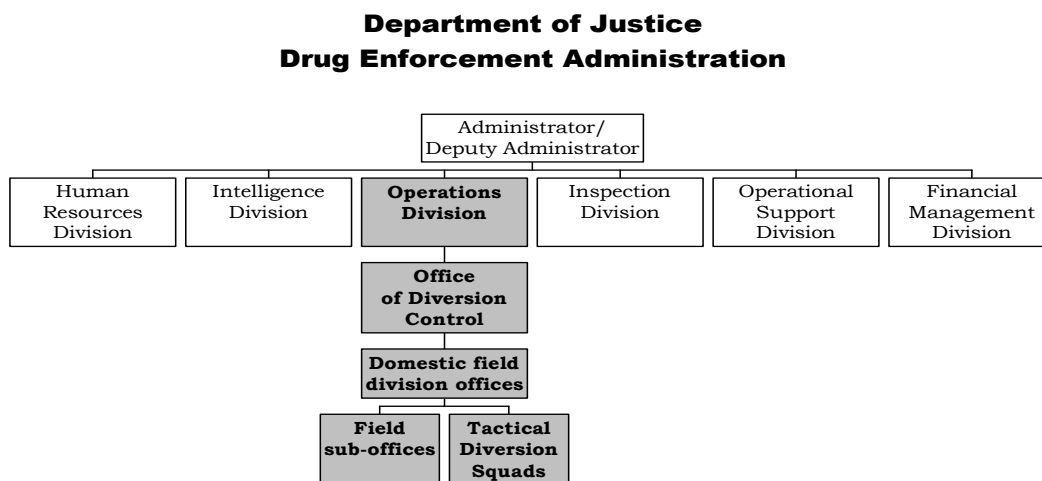 Department of Justice
Drug Enforcement Administration
Administrator/
Deputy Administrator
Human
Resources
Division
Intelligence
Division
Operations
Division
Inspection
Division
Operational
Support
Division
Financial
Management
Division
Office
of Diversion
Control
Domestic field
division offices
Field
sub-offices
Tactical
Diversion
Squads